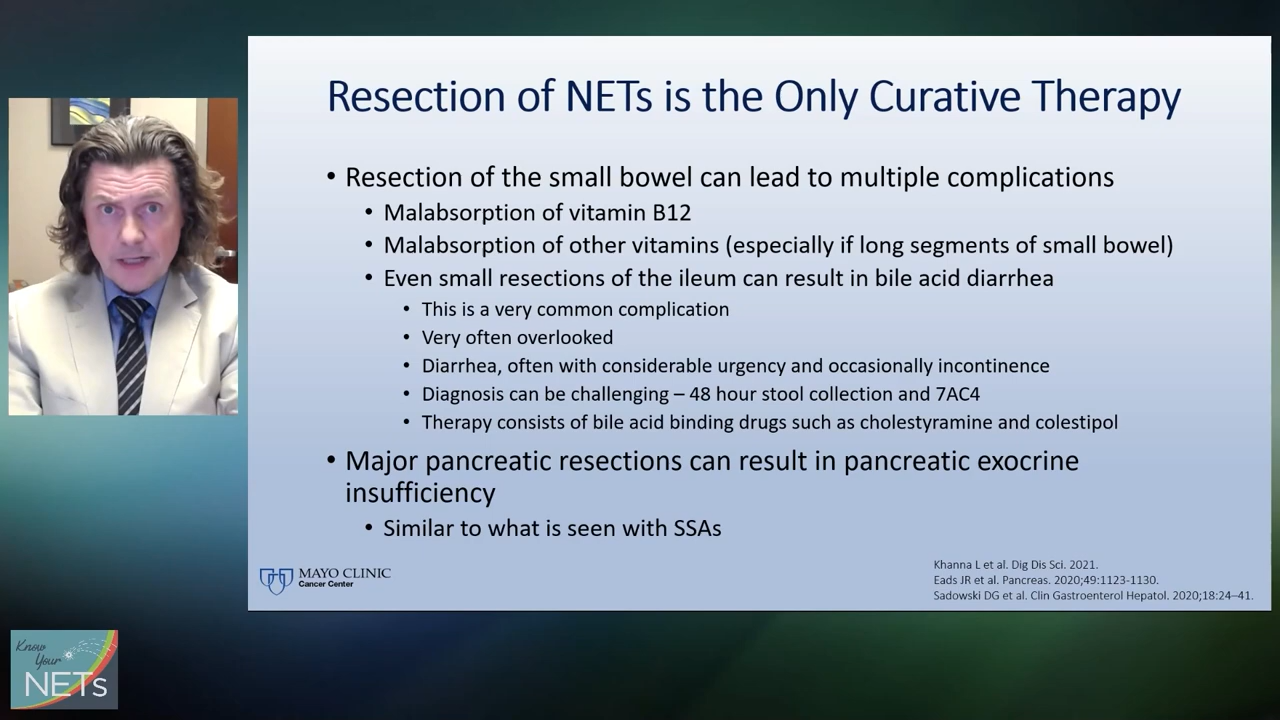 Resection of NETs is the Only Curative Therapy
• Resection of the small bowel can lead to multiple complications
• Malabsorption of vitamin B12
• Malabsorption of other vitamins (especially if long segments of small bowel)
• Even small resections of the ileum can result in bile acid diarrhea
• This is a very common complication
• Very often overlooked
• Diarrhea, often with considerable urgency and occasionally incontinence
• Diagnosis can be challenging – 48 hour stool collection and 7AC4
• Therapy consists of bile acid binding drugs such as cholestyramine and colestipol
• Major pancreatic resections can result in pancreatic exocrine
insufficiency
• Similar to what is seen with SSAs
MAYO CLINIC
Cancer Center
Khanna L et al. Dig Dis Sci. 2021.
Eads JR et al. Pancreas. 2020;49:1123-1130.
Sadowski DG et al. Clin Gastroenterol Hepatol. 2020;18:24–41.
Know
Your
NETs